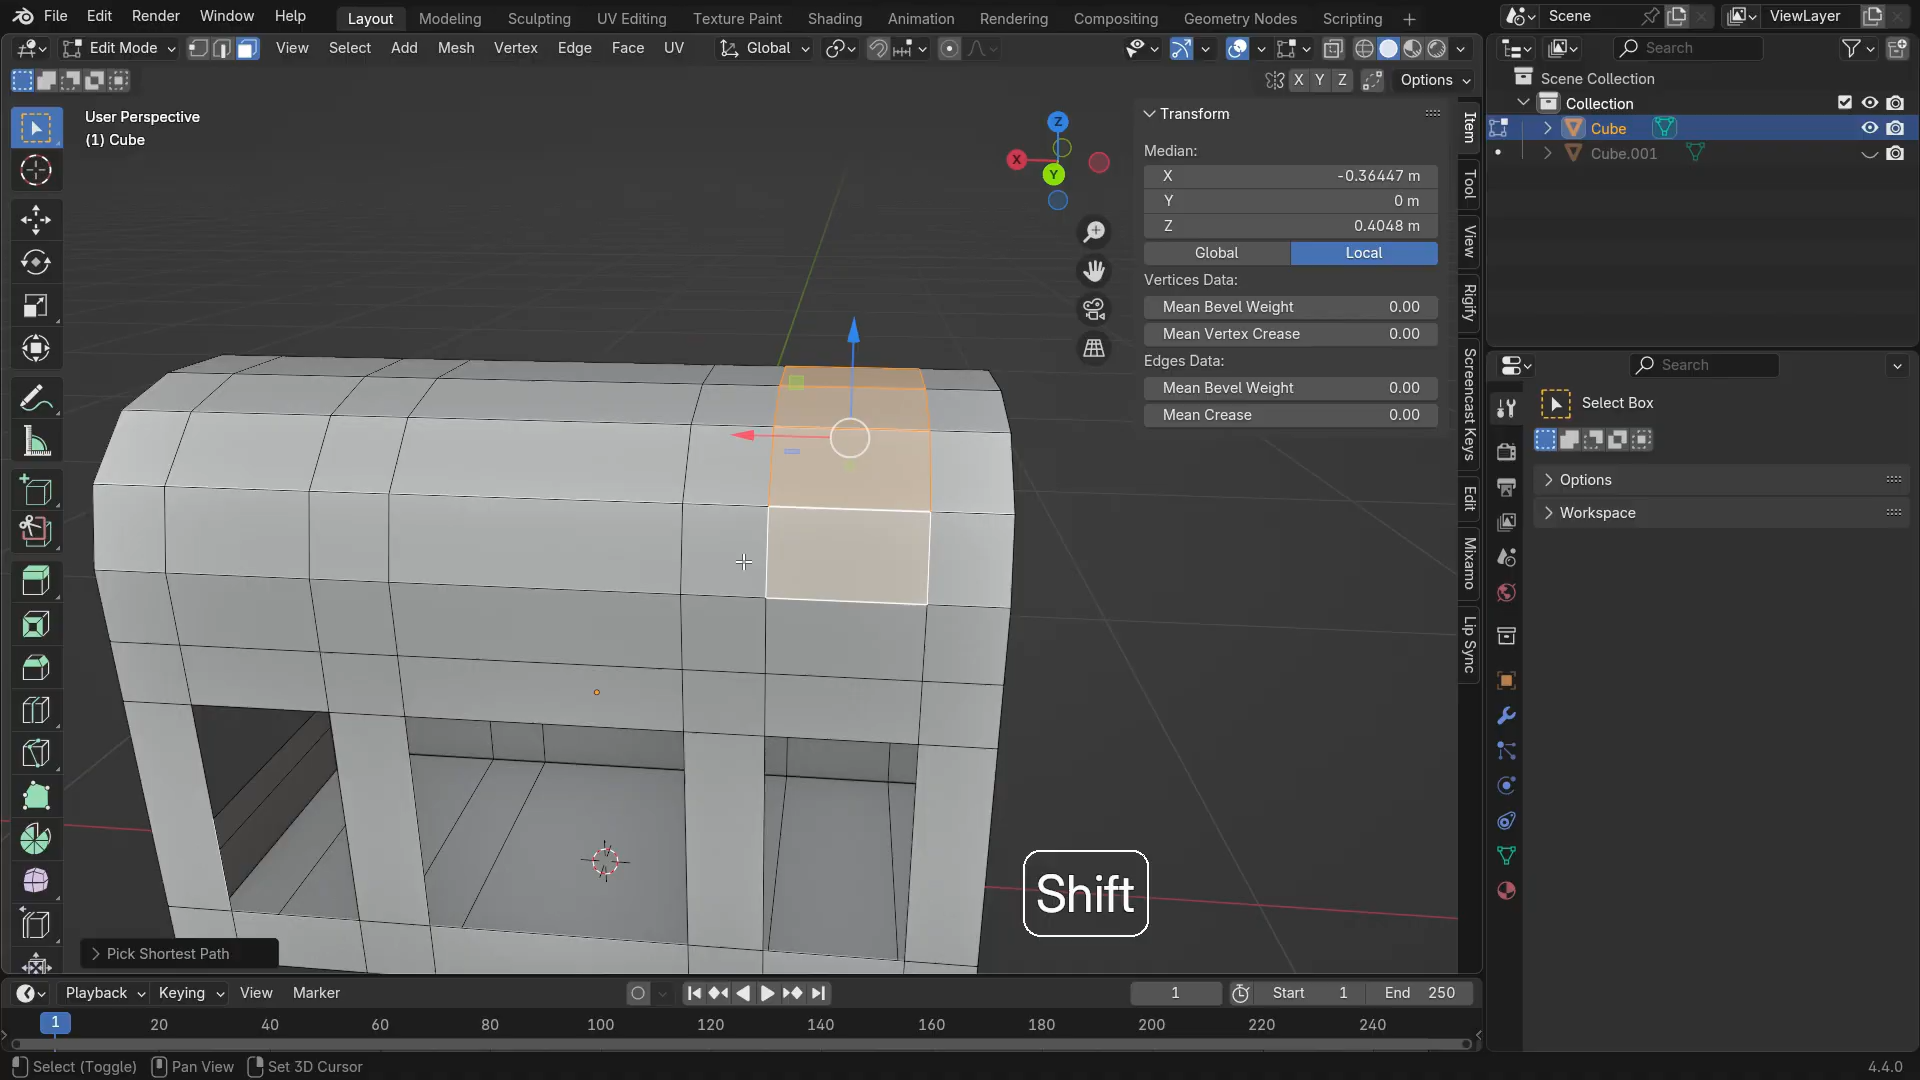 File Edit Render Window Help Layout Modeling Sculpting UV Editing Texture Paint Shading Animation Rendering Compositing Geometry Nodes Scripting + Scene ViewLayer
Edit Mode View Select Add Mesh Vertex Edge Face UV Global Search
X Y Z Options
User Perspective
(1) Cube
Scene Collection
Collection
Cube
Cube.001
Z
X
Y
Transform
Median:
X -0.36447 m
Y 0 m
Z 0.4048 m
Global Local
Vertices Data:
Mean Bevel Weight 0.00
Mean Vertex Crease 0.00
Edges Data:
Mean Bevel Weight 0.00
Mean Crease 0.00
Item
Tool
View
Rigify
Screencast Keys
Edit
Mixamo
Lip Sync
Search
Select Box
Options
Workspace
Shift
Pick Shortest Path
Playback Keying View Marker 1 Start 1 End 250
1 20 40 60 80 100 120 140 160 180 200 220 240
Select (Toggle) Pan View Set 3D Cursor 4.4.0